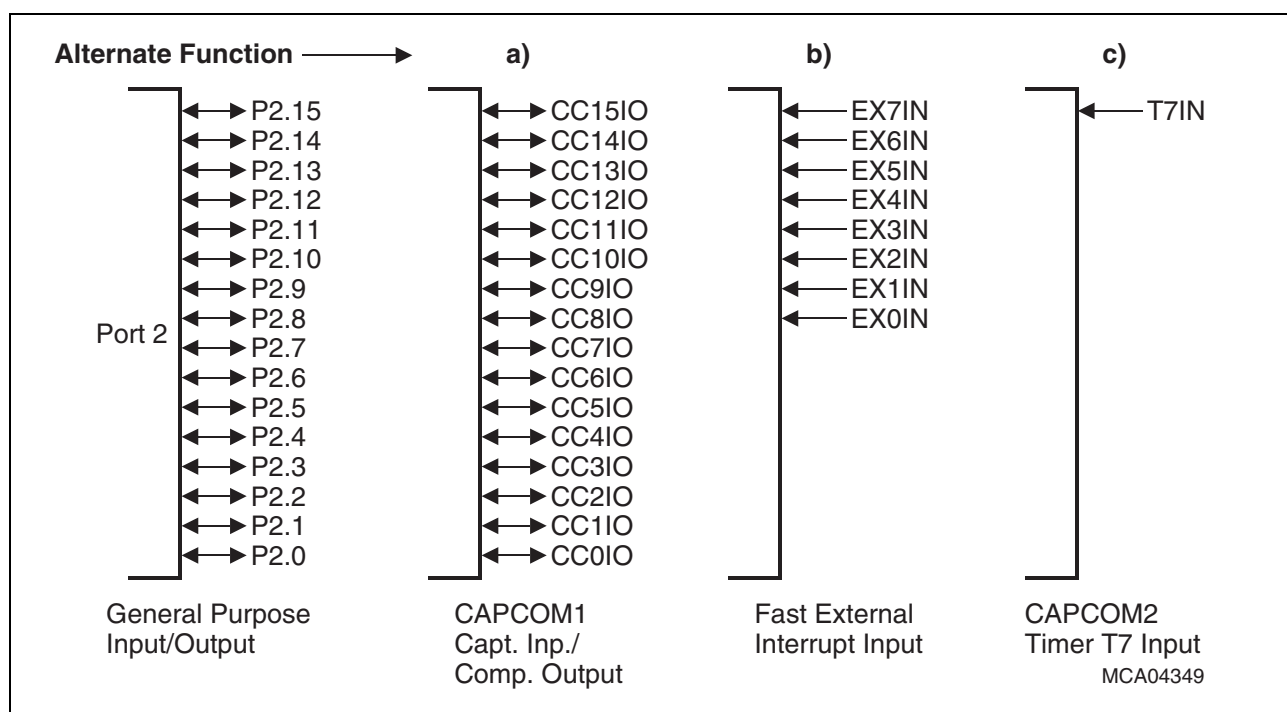 Alternate Function a) b) c)
P2.15 CC15IO EX7IN T7IN
P2.14 CC14IO EX6IN
P2.13 CC13IO EX5IN
P2.12 CC12IO EX4IN
P2.11 CC11IO EX3IN
P2.10 CC10IO EX2IN
P2.9 CC9IO EX1IN
P2.8 CC8IO EX0IN
Port 2
P2.7 CC7IO
P2.6 CC6IO
P2.5 CC5IO
P2.4 CC4IO
P2.3 CC3IO
P2.2 CC2IO
P2.1 CC1IO
P2.0 CC0IO
General Purpose CAPCOM1 Fast External CAPCOM2
Input/Output Capt. Inp./ Interrupt Input Timer T7 Input
Comp. Output MCA04349